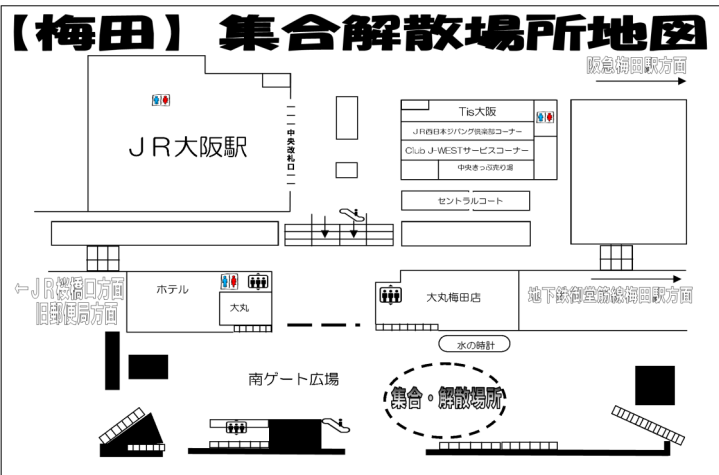 【梅田】 集合解散場所地図
阪急梅田駅方面
Tis大阪
JR西日本ジパング倶楽部コーナー
Club J-WESTサービスコーナー
中央きっぷ売り場
JR大阪駅
中央改札口
セントラルコート
←JR桜橋口方面
旧郵便局方面
ホテル
大丸
大丸梅田店
地下鉄御堂筋線梅田駅方面
水の時計
南ゲート広場
集合・解散場所